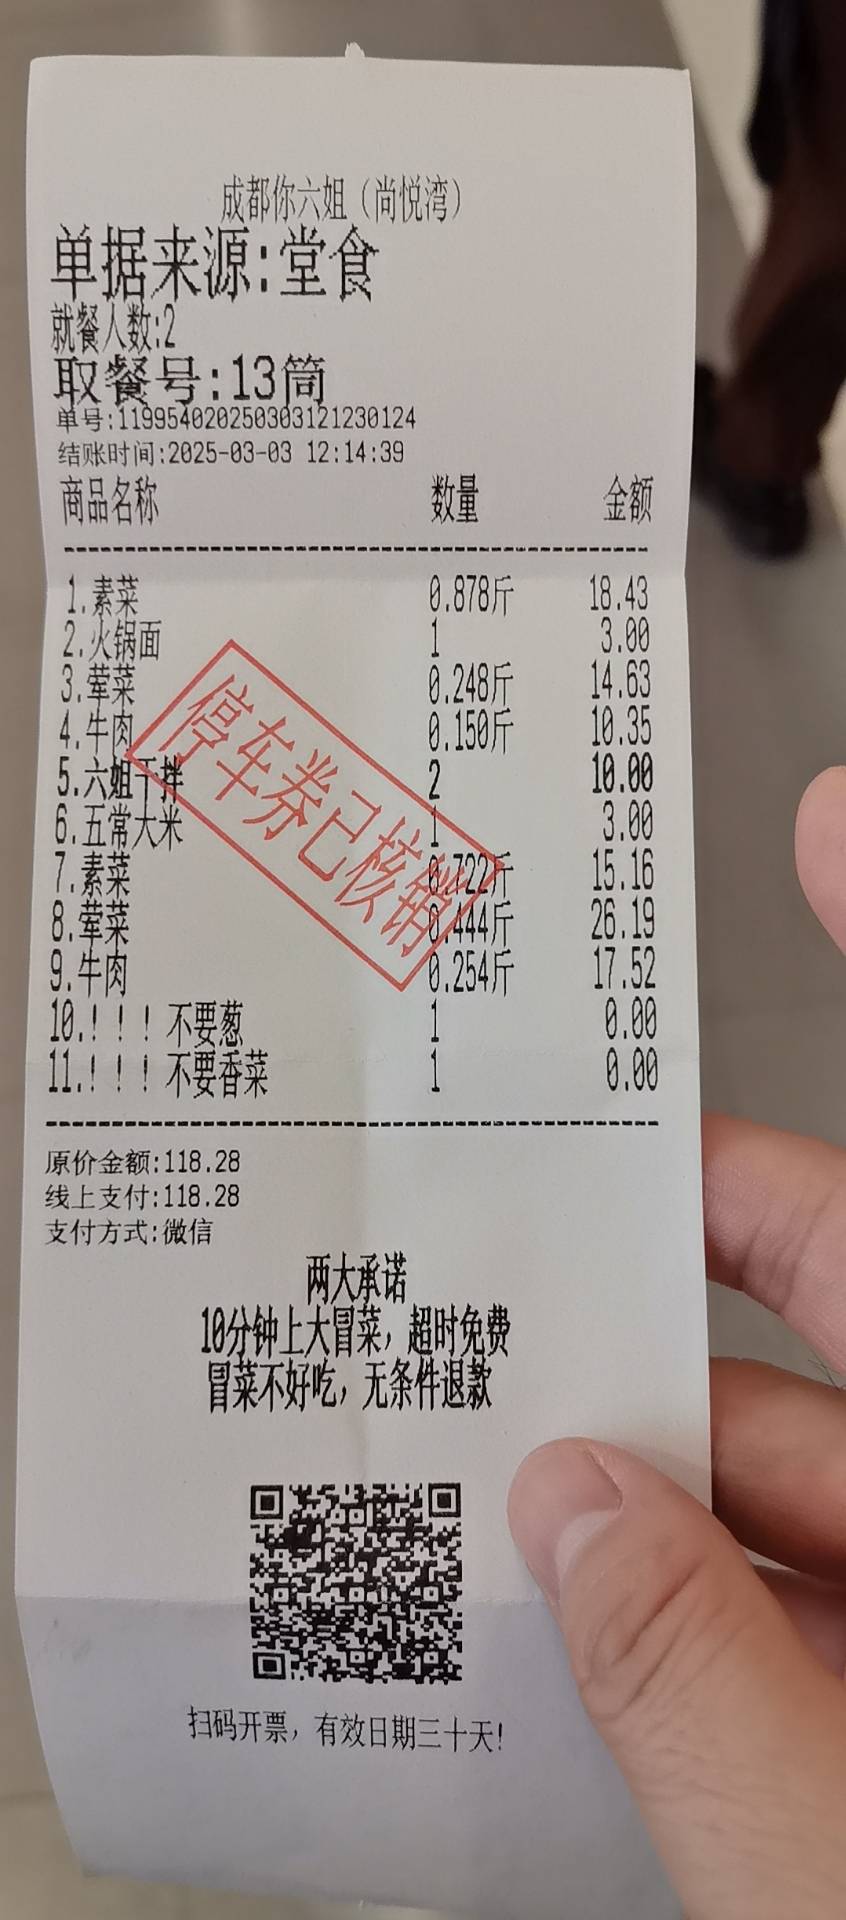 成都你六姐（尚悦湾）
单据来源:堂食
就餐人数:2
取餐号:13筒
单号:119954020250303121230124
结账时间:2025-03-03 12:14:39
商品名称 数量 金额
1.素菜 0.878斤 18.43
2.火锅面 1 3.00
3.荤菜 0.248斤 14.63
4.牛肉 0.150斤 10.35
5.六姐干拌 2 10.00
6.五常大米 1 3.00
7.素菜 0.722斤 15.16
8.荤菜 0.444斤 26.19
9.牛肉 0.254斤 17.52
10.！！！不要葱 1 0.00
11.！！！不要香菜 1 0.00
停车券已核销
原价金额:118.28
线上支付:118.28
支付方式:微信
两大承诺
10分钟上大冒菜，超时免费
冒菜不好吃，无条件退款
扫码开票，有效日期三十天!